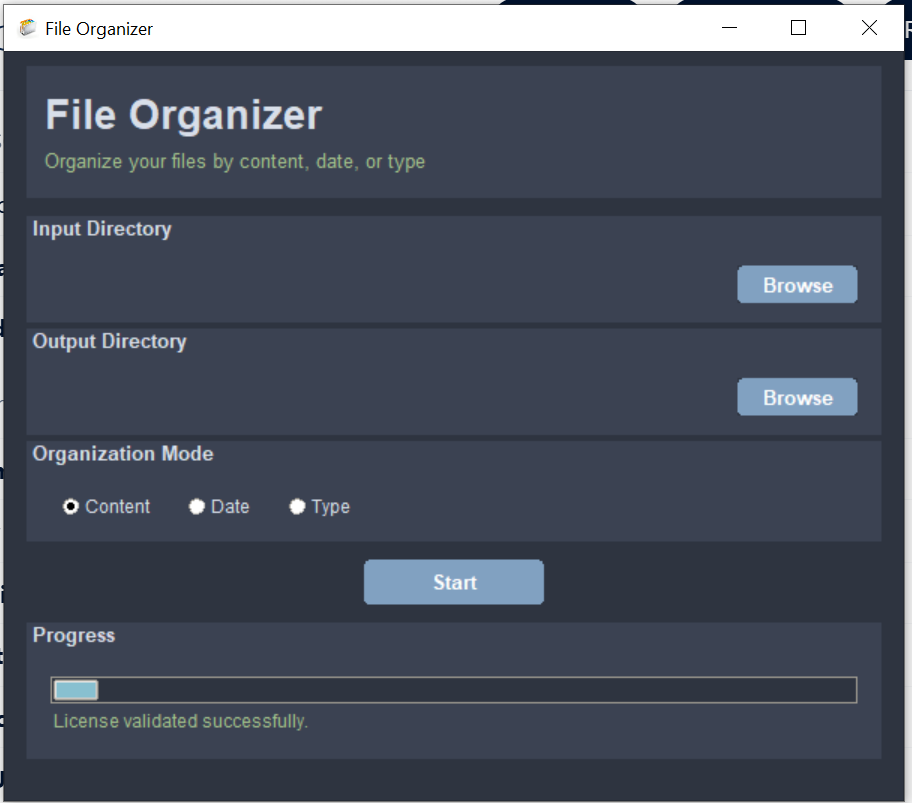 File Organizer
File Organizer
Organize your files by content, date, or type
Input Directory
Browse
Output Directory
Browse
Organization Mode
Content Date Type
Start
Progress
License validated successfully.